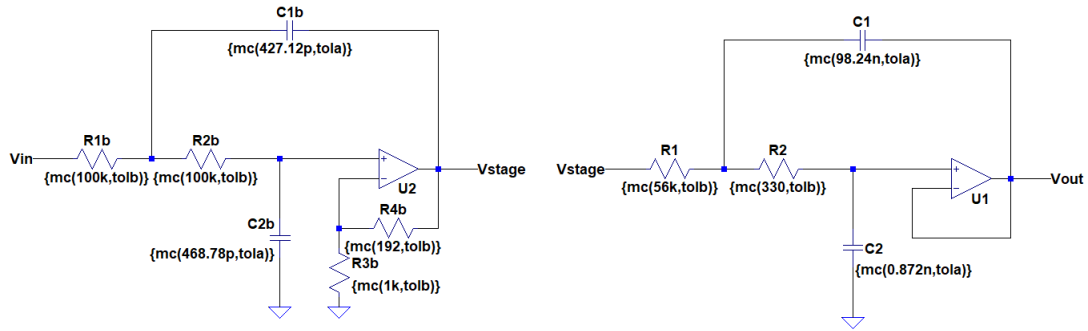 C1b
{mc(427.12p,tola)}
C1
{mc(98.24n,tola)}
R1b
R2b
Vin
{mc(100k,tolb)}
{mc(100k,tolb)}
+
−
U2
Vstage
C2b
{mc(468.78p,tola)}
R4b
{mc(192,tolb)}
R3b
{mc(1k,tolb)}
Vstage
R1
{mc(56k,tolb)}
R2
{mc(330,tolb)}
+
−
U1
Vout
C2
{mc(0.872n,tola)}